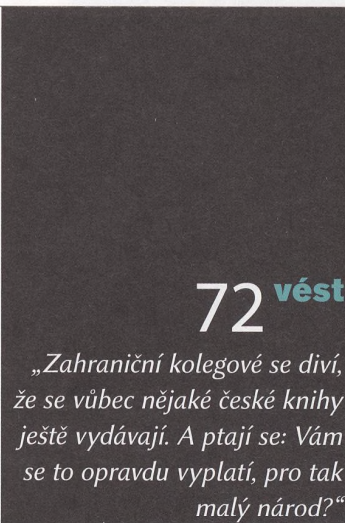 72 vést
„Zahraniční kolegové se diví,
že se vůbec nějaké české knihy
ještě vydávají. A ptají se: Vám
se to opravdu vyplatí, pro tak
malý národ?“